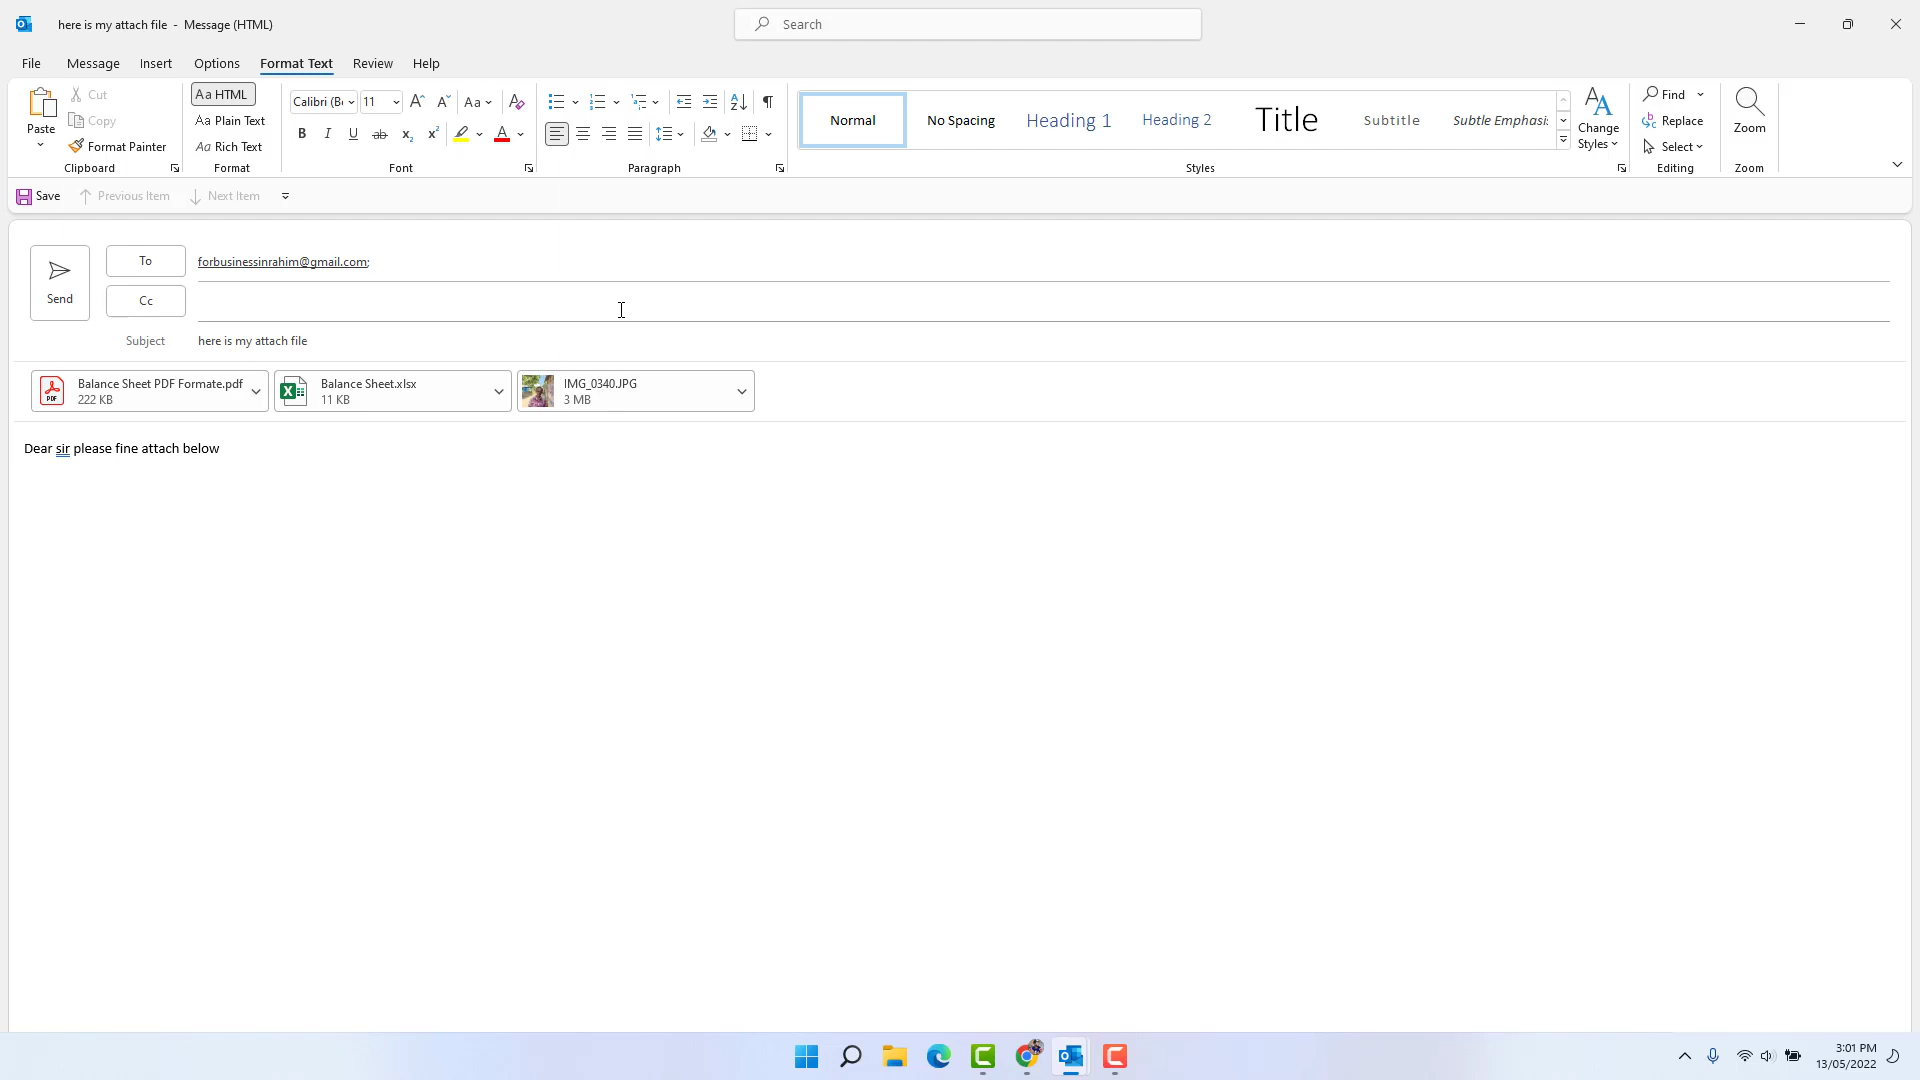 here is my attach file - Message (HTML)
Search
File Message Insert Options Format Text Review Help
Paste
Cut
Copy
Format Painter
Clipboard
Aa HTML
Aa Plain Text
Aa Rich Text
Format
Calibri (B 11
Font
Paragraph
Normal No Spacing Heading 1 Heading 2 Title Subtitle Subtle Emphasis
Styles
Change
Styles
Find
Replace
Select
Editing
Zoom
Zoom
Save Previous Item Next Item
Send
To forbusinessinrahim@gmail.com;
Cc
Subject here is my attach file
Balance Sheet PDF Formate.pdf
222 KB
Balance Sheet.xlsx
11 KB
IMG_0340.JPG
3 MB
Dear sir please fine attach below
3:01 PM
13/05/2022